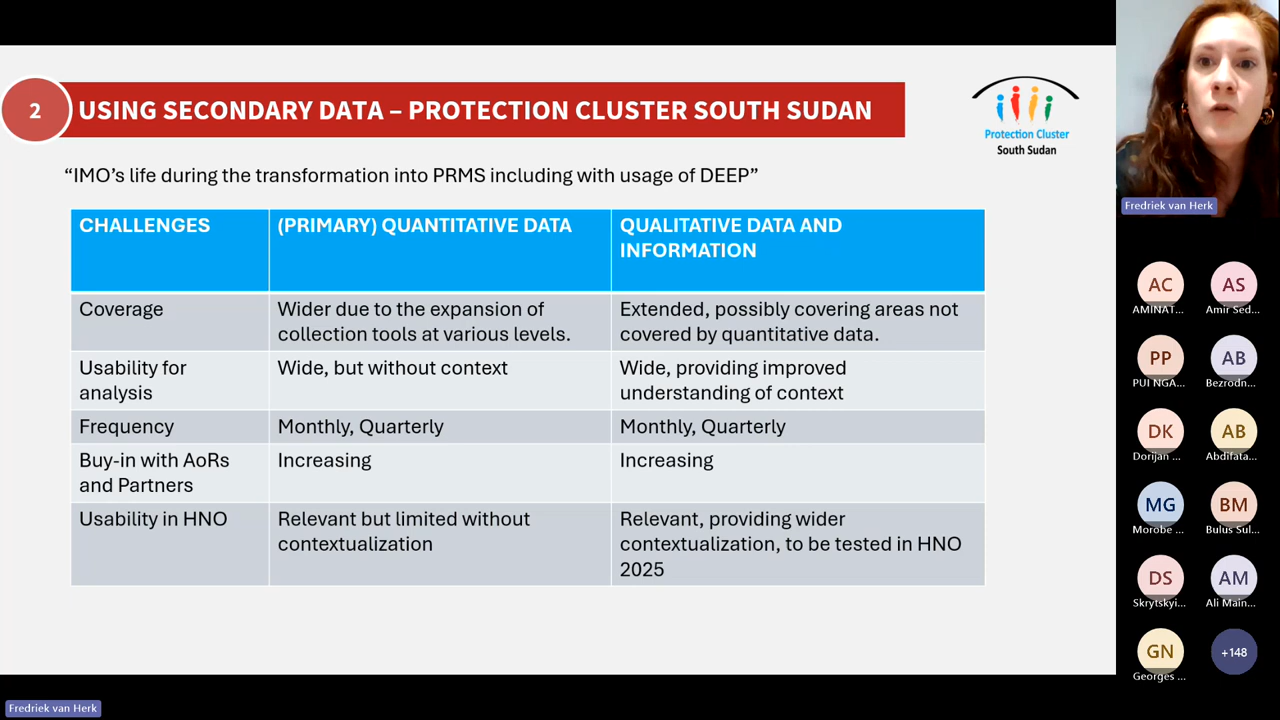 2
USING SECONDARY DATA – PROTECTION CLUSTER SOUTH SUDAN
Protection Cluster
South Sudan
“IMO’s life during the transformation into PRMS including with usage of DEEP”
CHALLENGES
(PRIMARY) QUANTITATIVE DATA
QUALITATIVE DATA AND
INFORMATION
Coverage
Wider due to the expansion of
collection tools at various levels.
Extended, possibly covering areas not
covered by quantitative data.
Usability for
analysis
Wide, but without context
Wide, providing improved
understanding of context
Frequency
Monthly, Quarterly
Monthly, Quarterly
Buy-in with AoRs
and Partners
Increasing
Increasing
Usability in HNO
Relevant but limited without
contextualization
Relevant, providing wider
contextualization, to be tested in HNO
2025
Fredriek van Herk
AC
AMINAT...
AS
Amir Sed...
PP
PUI NGA...
AB
Bezrodn...
DK
Dorijan ...
AB
Abdifata...
MG
Morobe ...
BM
Bulus Sul...
DS
Skrytskyi...
AM
Ali Main...
GN
Georges ...
+148
Fredriek van Herk